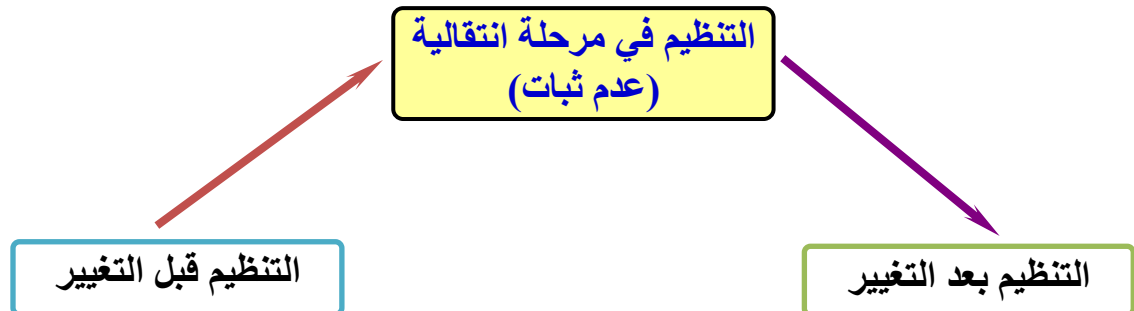 التنظيم في مرحلة انتقالية
(عدم ثبات)
التنظيم قبل التغيير
التنظيم بعد التغيير